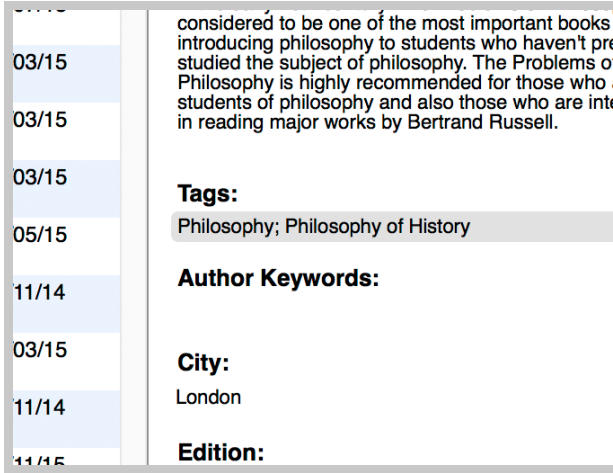 considered to be one of the most important books
introducing philosophy to students who haven't pre
studied the subject of philosophy. The Problems of
Philosophy is highly recommended for those who a
students of philosophy and also those who are inte
in reading major works by Bertrand Russell.
Tags:
Philosophy; Philosophy of History
Author Keywords:
City:
London
Edition:
03/15
03/15
03/15
05/15
11/14
03/15
11/14
11/15